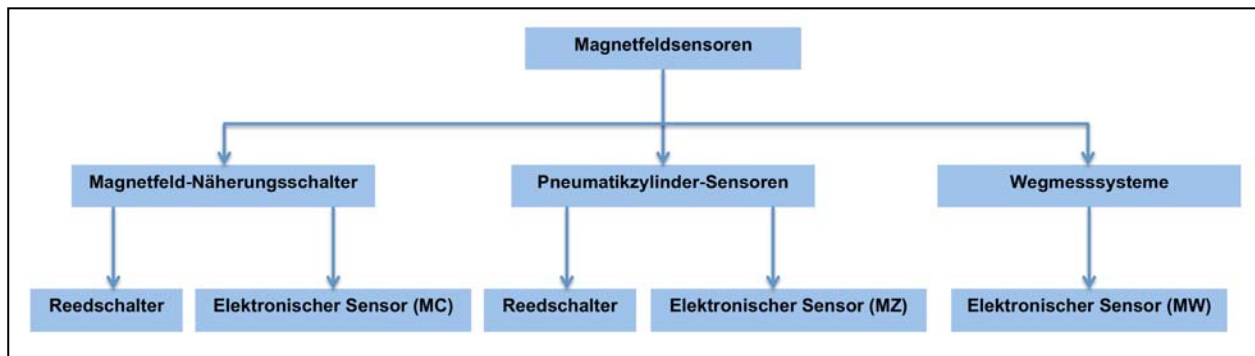 Magnetfeldsensoren
Magnetfeld-Näherungsschalter
Pneumatikzylinder-Sensoren
Wegmesssysteme
Reedschalter
Elektronischer Sensor (MC)
Reedschalter
Elektronischer Sensor (MZ)
Elektronischer Sensor (MW)